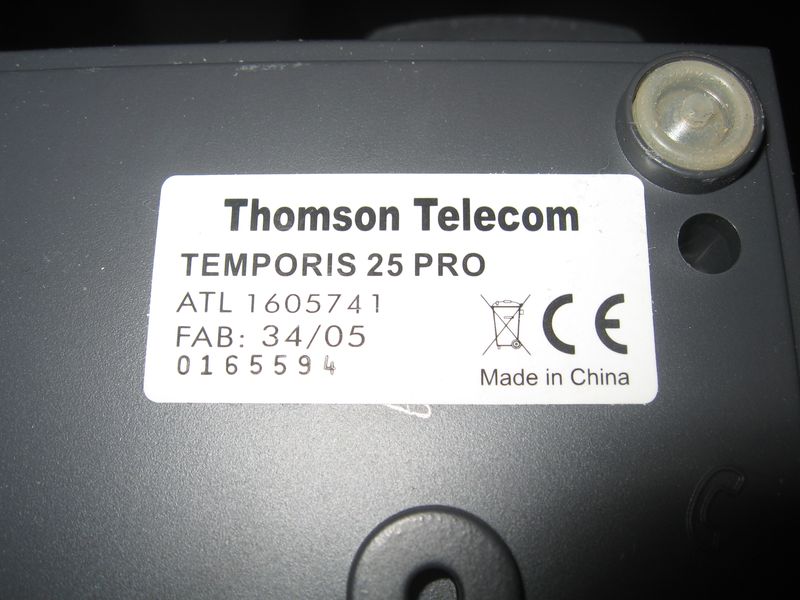 Thomson Telecom
TEMPORIS 25 PRO
ATL 1605741
FAB: 34/05
0165594
CE
Made in China